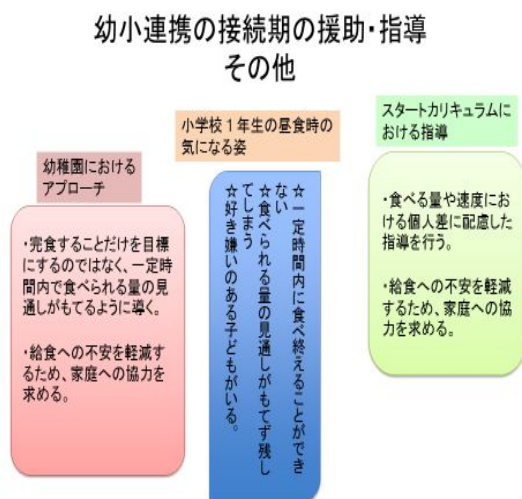 幼小連携の接続期の援助・指導
その他
幼稚園における
アプローチ
・完食することだけを目標
にするのではなく、一定時
間内で食べられる量の見
通しがもてるように導く。
・給食への不安を軽減す
るため、家庭への協力を
求める。
小学校1年生の昼食時の
気になる姿
☆一定時間内に食べ終えることができ
ない
☆食べられる量の見通しがもてず残し
てしまう
☆好き嫌いのある子どもがいる。
スタートカリキュラムに
おける指導
・食べる量や速度にお
ける個人差に配慮した
指導を行う。
・給食への不安を軽減
するため、家庭への協
力を求める。